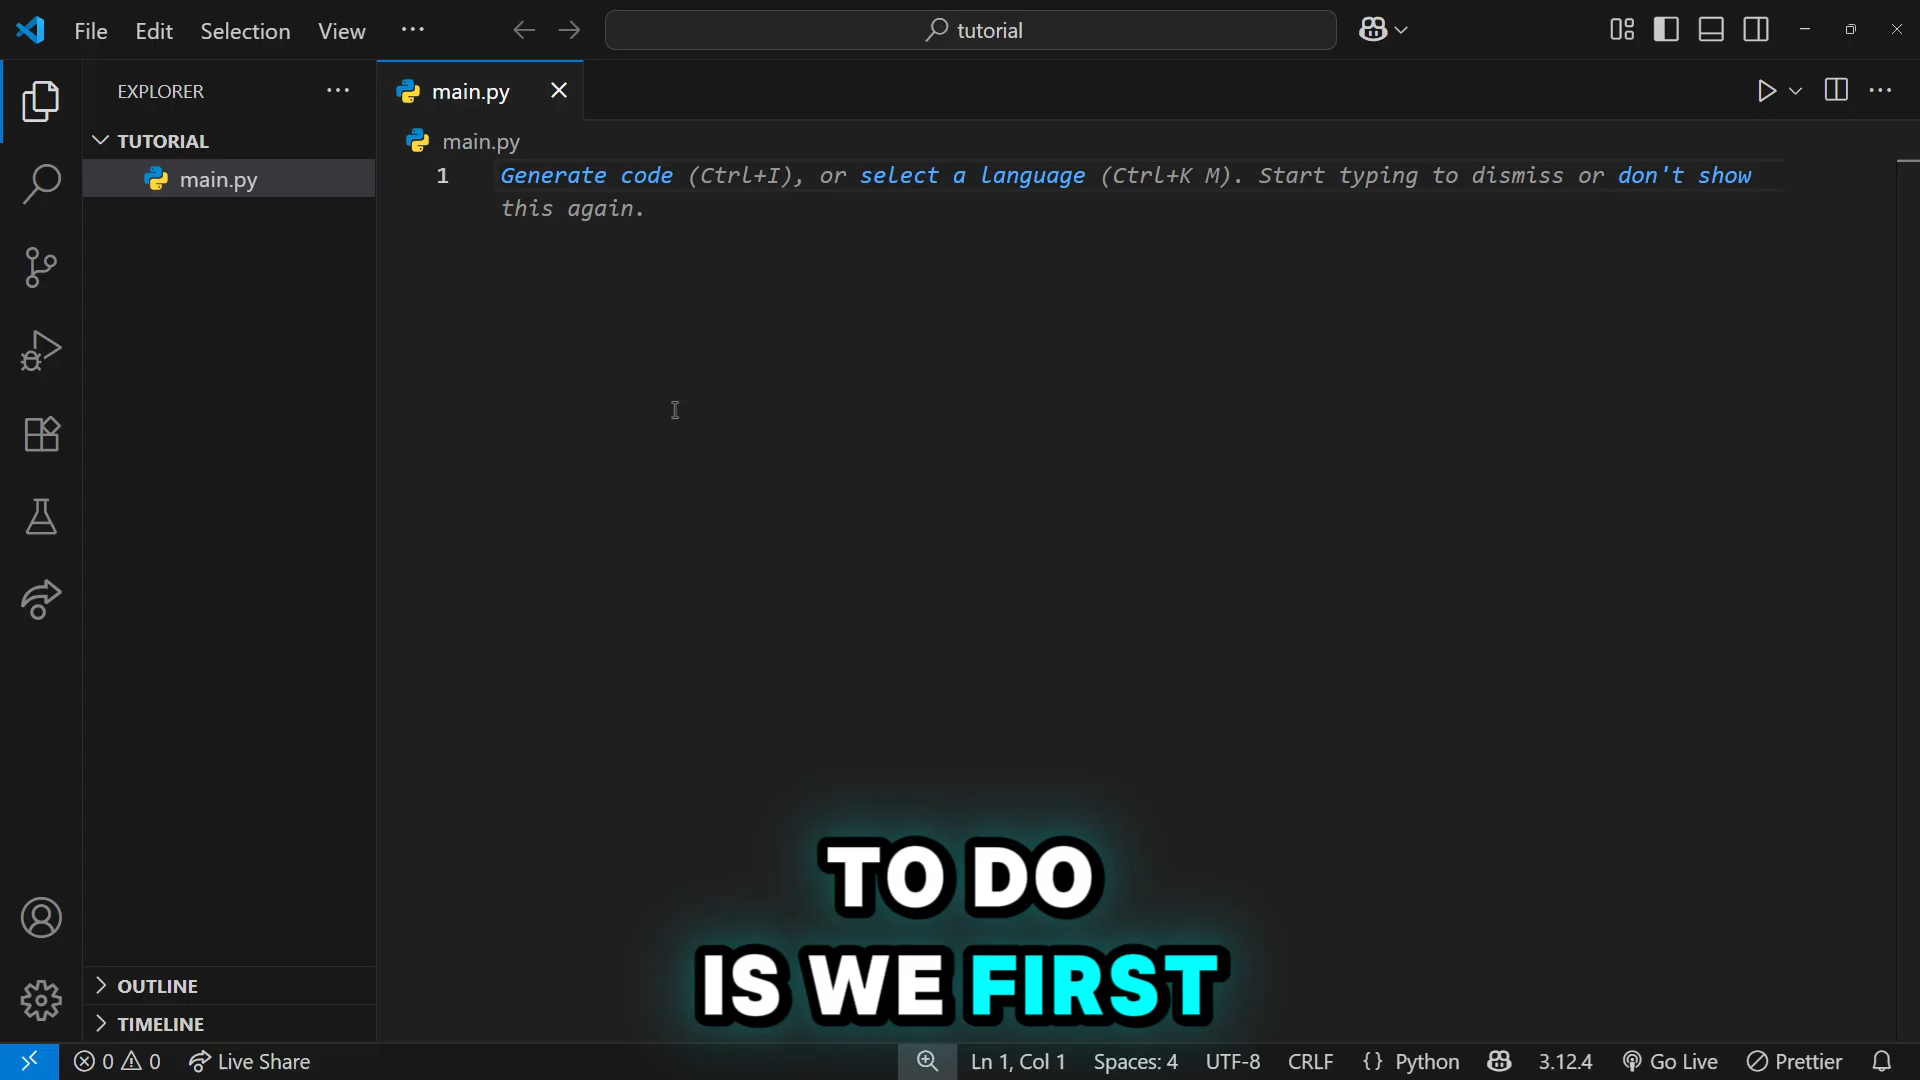 File Edit Selection View ··· tutorial
EXPLORER ···
main.py
TUTORIAL
main.py
main.py
1 Generate code (Ctrl+I), or select a language (Ctrl+K M). Start typing to dismiss or don't show
this again.
TO DO
IS WE FIRST
OUTLINE
TIMELINE
0 0 Live Share Ln 1, Col 1 Spaces: 4 UTF-8 CRLF {} Python 3.12.4 Go Live Prettier